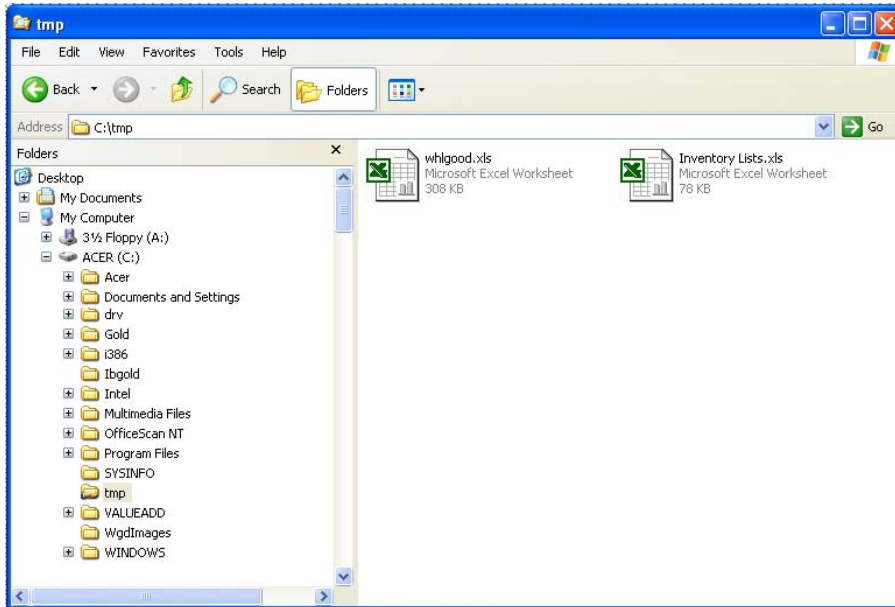 tmp
File Edit View Favorites Tools Help
Back Search Folders
Address C:\tmp Go
Folders
Desktop
My Documents
My Computer
3½ Floppy (A:)
ACER (C:)
Acer
Documents and Settings
drv
Gold
i386
Ibgold
Intel
Multimedia Files
OfficeScan NT
Program Files
SYSINFO
tmp
VALUEADD
WgdImages
WINDOWS
whlgood.xls
Microsoft Excel Worksheet
308 KB
Inventory Lists.xls
Microsoft Excel Worksheet
78 KB